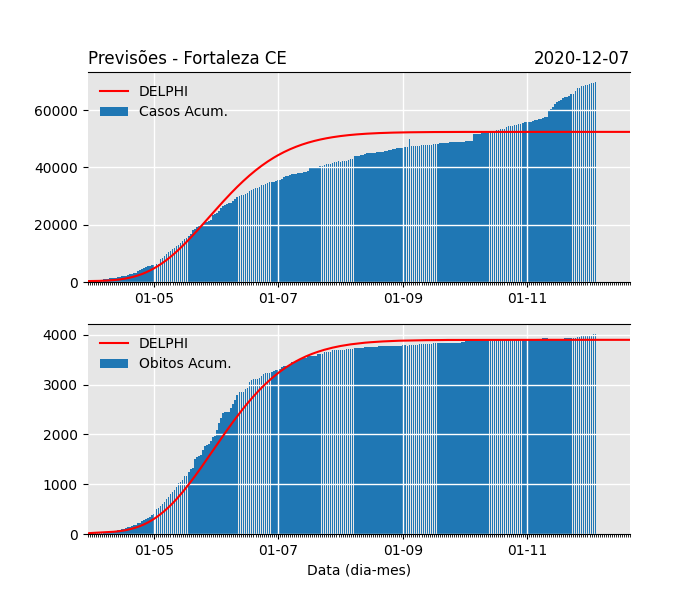 Previsões - Fortaleza CE 2020-12-07
DELPHI
Casos Acum.
60000
40000
20000
0
01-05 01-07 01-09 01-11
DELPHI
Obitos Acum.
4000
3000
2000
1000
0
01-05 01-07 01-09 01-11
Data (dia-mes)